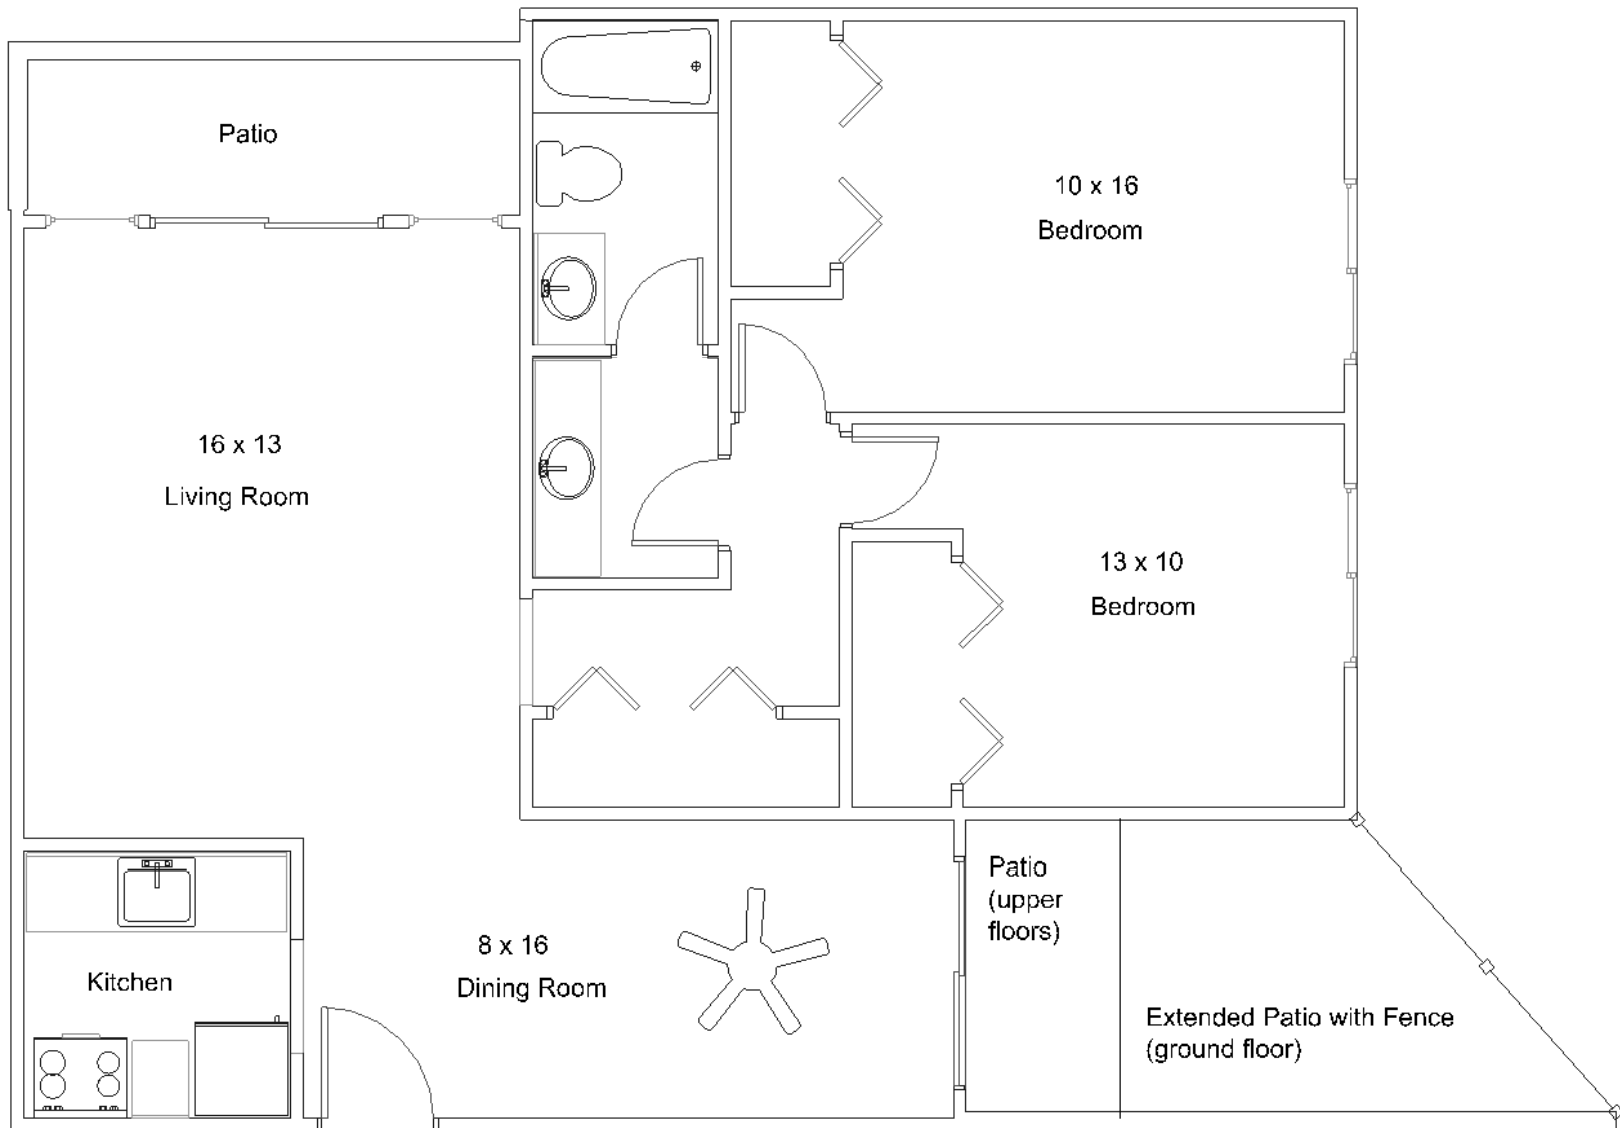 Patio
10 x 16
Bedroom
16 x 13
Living Room
13 x 10
Bedroom
Patio
(upper
floors)
8 x 16
Dining Room
Kitchen
Extended Patio with Fence
(ground floor)